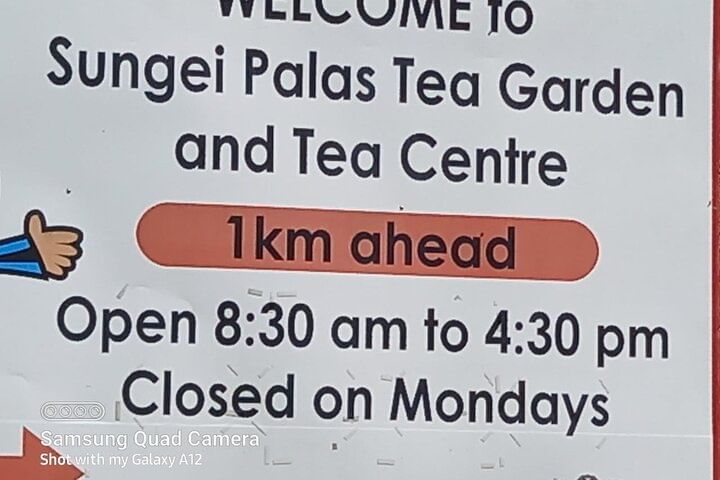 WELCOME to
Sungei Palas Tea Garden
and Tea Centre
1km ahead
Open 8:30 am to 4:30 pm
Closed on Mondays
Samsung Quad Camera
Shot with my Galaxy A12